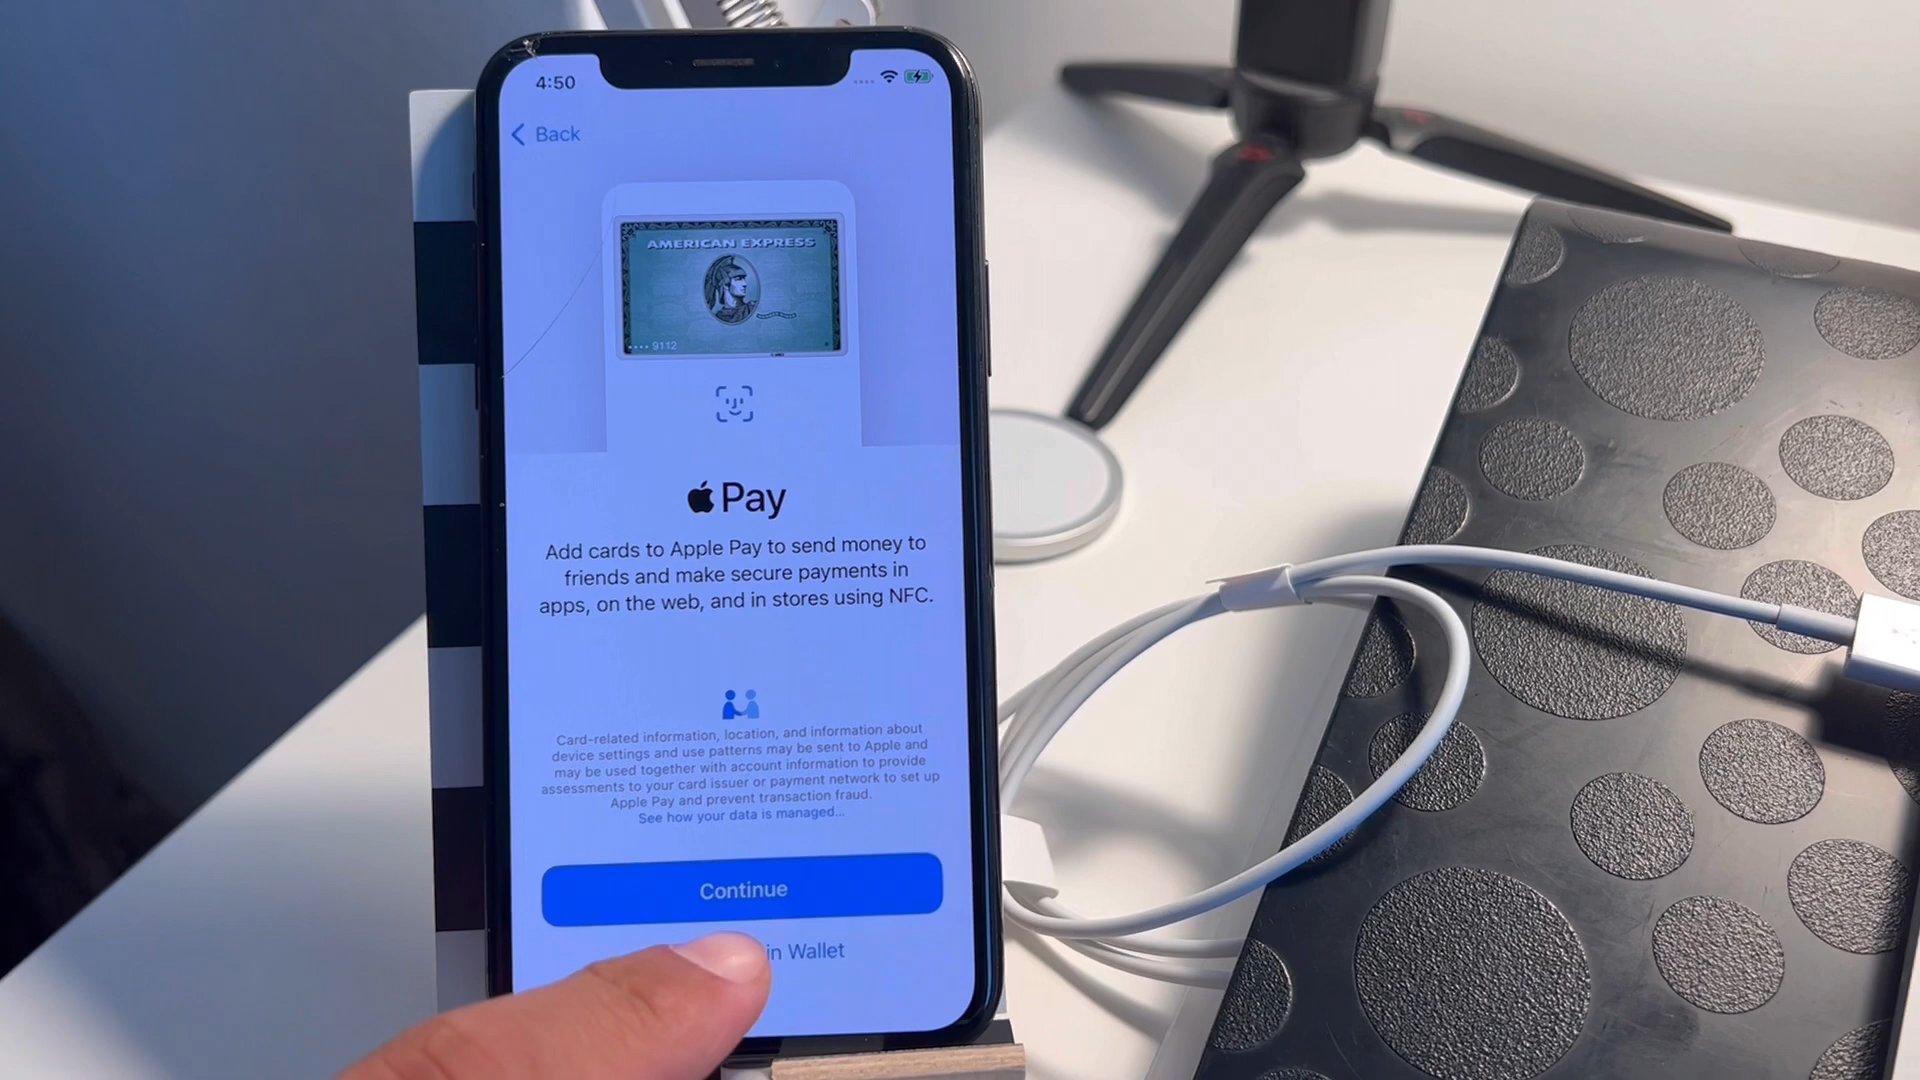 4:50
Back
AMERICAN EXPRESS
•••• 9112
Pay
Add cards to Apple Pay to send money to
friends and make secure payments in
apps, on the web, and in stores using NFC.
Card-related information, location, and information about
device settings and use patterns may be sent to Apple and
may be used together with account information to provide
assessments to your card issuer or payment network to set up
Apple Pay and prevent transaction fraud.
See how your data is managed...
Continue
in Wallet